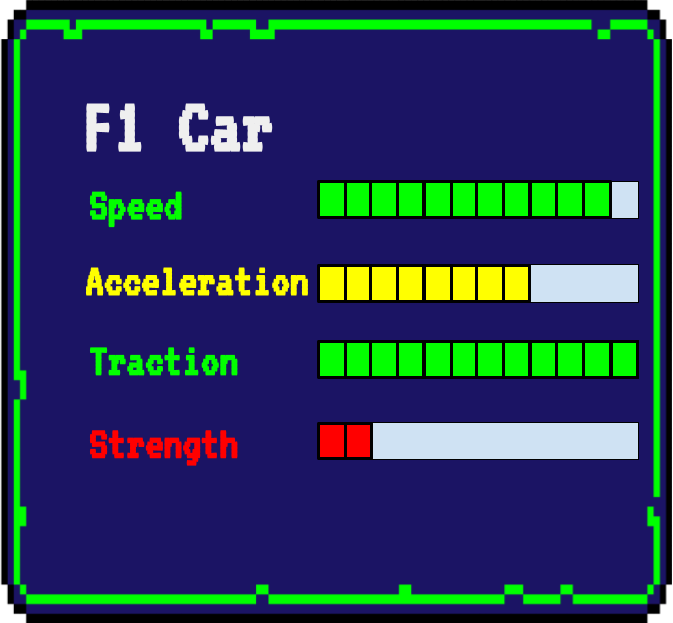 F1 Car
Speed
Acceleration
Traction
Strength